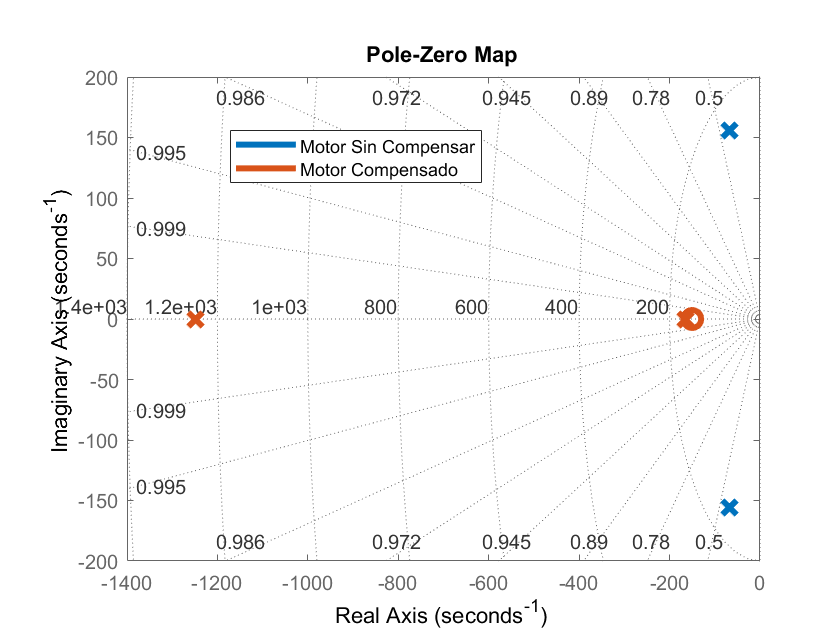 Pole-Zero Map
200
0.986 0.972 0.945 0.89 0.78 0.5
150
0.995
Motor Sin Compensar
Motor Compensado
100
0.999
50
1.4e+03 1.2e+03 1e+03 800 600 400 200
0
-50
0.999
-100
0.995
-150
0.986 0.972 0.945 0.89 0.78 0.5
-200
-1400 -1200 -1000 -800 -600 -400 -200 0
Real Axis (seconds-1)
Imaginary Axis (seconds-1)